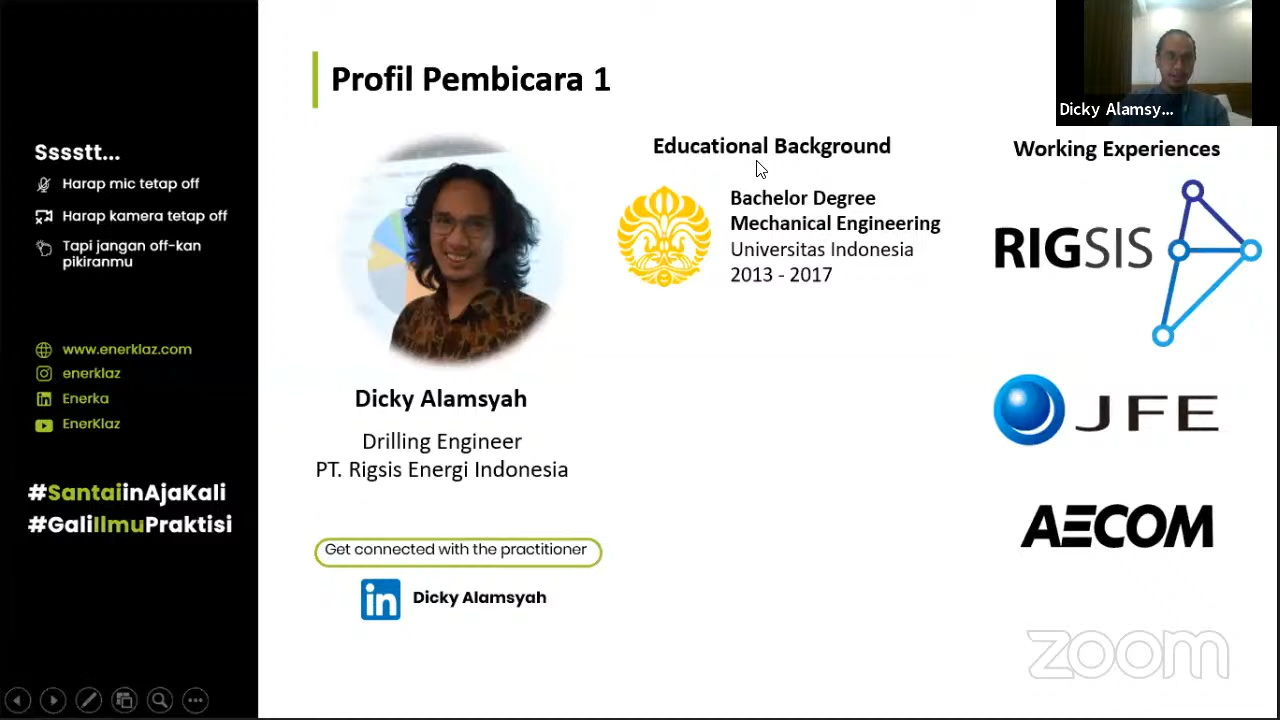 Profil Pembicara 1
Dicky Alamsy...
Sssstt...
Harap mic tetap off
Harap kamera tetap off
Tapi jangan off-kan
pikiranmu
www.enerklaz.com
enerklaz
Enerka
EnerKlaz
#SantaiinAjaKali
#GaliIlmuPraktisi
Dicky Alamsyah
Drilling Engineer
PT. Rigsis Energi Indonesia
Get connected with the practitioner
in
Dicky Alamsyah
Educational Background
Bachelor Degree
Mechanical Engineering
Universitas Indonesia
2013 - 2017
Working Experiences
RIGSIS
JFE
AECOM
zoom